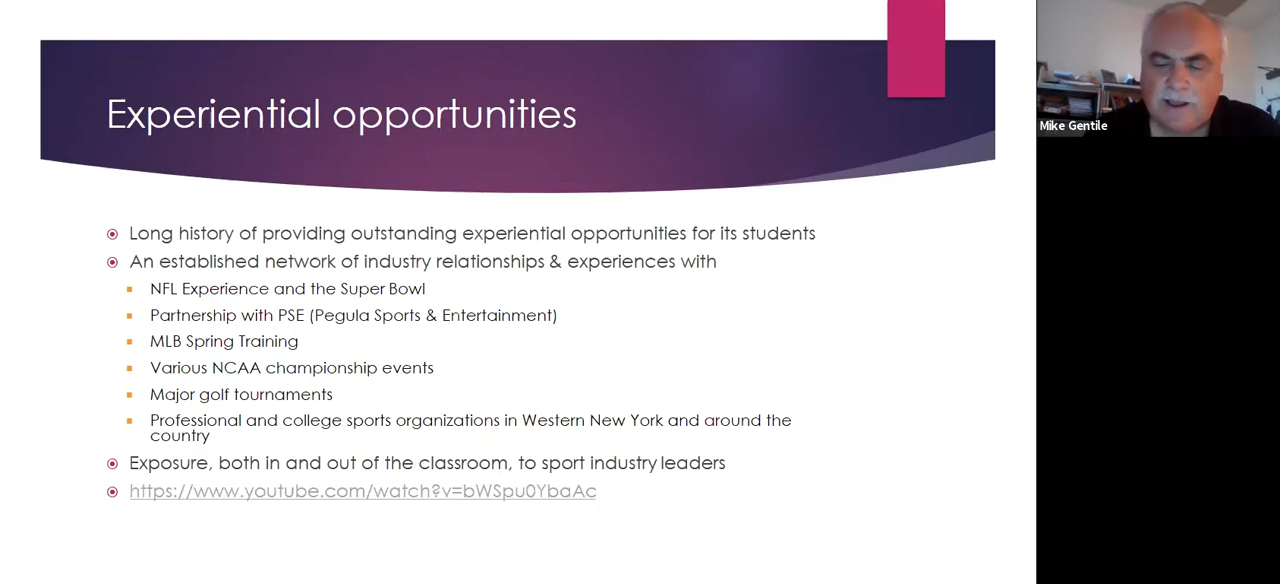 Experiential opportunities
Mike Gentile
Long history of providing outstanding experiential opportunities for its students
An established network of industry relationships & experiences with
NFL Experience and the Super Bowl
Partnership with PSE (Pegula Sports & Entertainment)
MLB Spring Training
Various NCAA championship events
Major golf tournaments
Professional and college sports organizations in Western New York and around the
country
Exposure, both in and out of the classroom, to sport industry leaders
https://www.youtube.com/watch?v=bWSpu0YbaAc